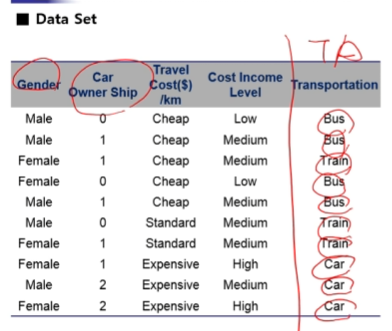 Data Set
TA
Gender Car Owner Ship Travel Cost($) /km Cost Income Level Transportation
Male 0 Cheap Low Bus
Male 1 Cheap Medium Bus
Female 1 Cheap Medium Train
Female 0 Cheap Low Bus
Male 1 Cheap Medium Bus
Male 0 Standard Medium Train
Female 1 Standard Medium Train
Female 1 Expensive High Car
Male 2 Expensive Medium Car
Female 2 Expensive High Car